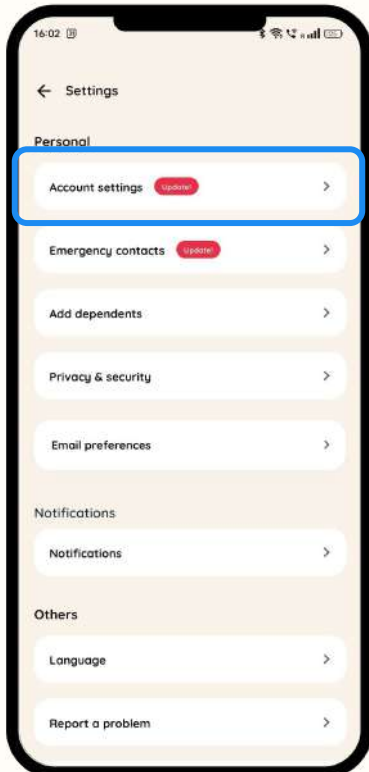 16:02
Settings
Personal
Account settings Update!
Emergency contacts Update!
Add dependents
Privacy & security
Email preferences
Notifications
Notifications
Others
Language
Report a problem